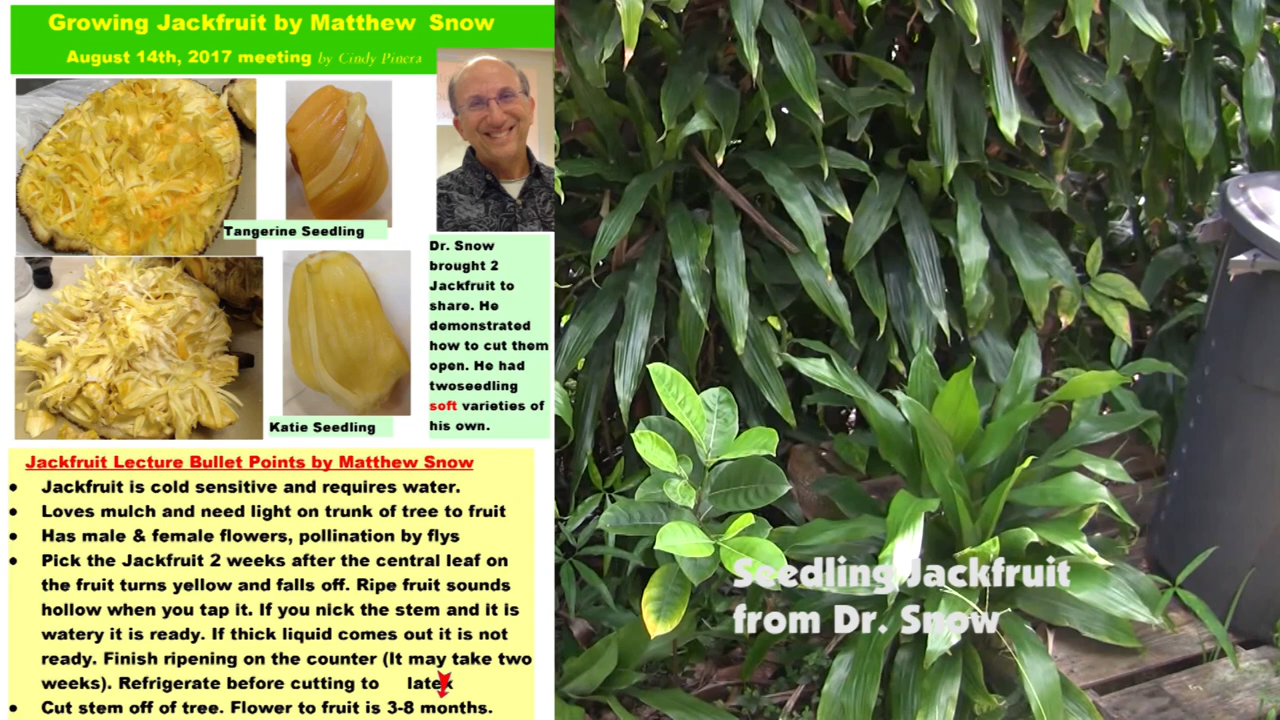 Growing Jackfruit by Matthew Snow
August 14th, 2017 meeting by Cindy Pinera
Tangerine Seedling
Katie Seedling
Dr. Snow
brought 2
Jackfruit to
share. He
demonstrated
how to cut them
open. He had
twoseedling
soft varieties of
his own.
Jackfruit Lecture Bullet Points by Matthew Snow
• Jackfruit is cold sensitive and requires water.
• Loves mulch and need light on trunk of tree to fruit
• Has male & female flowers, pollination by flys
• Pick the Jackfruit 2 weeks after the central leaf on
the fruit turns yellow and falls off. Ripe fruit sounds
hollow when you tap it. If you nick the stem and it is
watery it is ready. If thick liquid comes out it is not
ready. Finish ripening on the counter (It may take two
weeks). Refrigerate before cutting to latex
• Cut stem off of tree. Flower to fruit is 3-8 months.
Seedling Jackfruit
from Dr. Snow